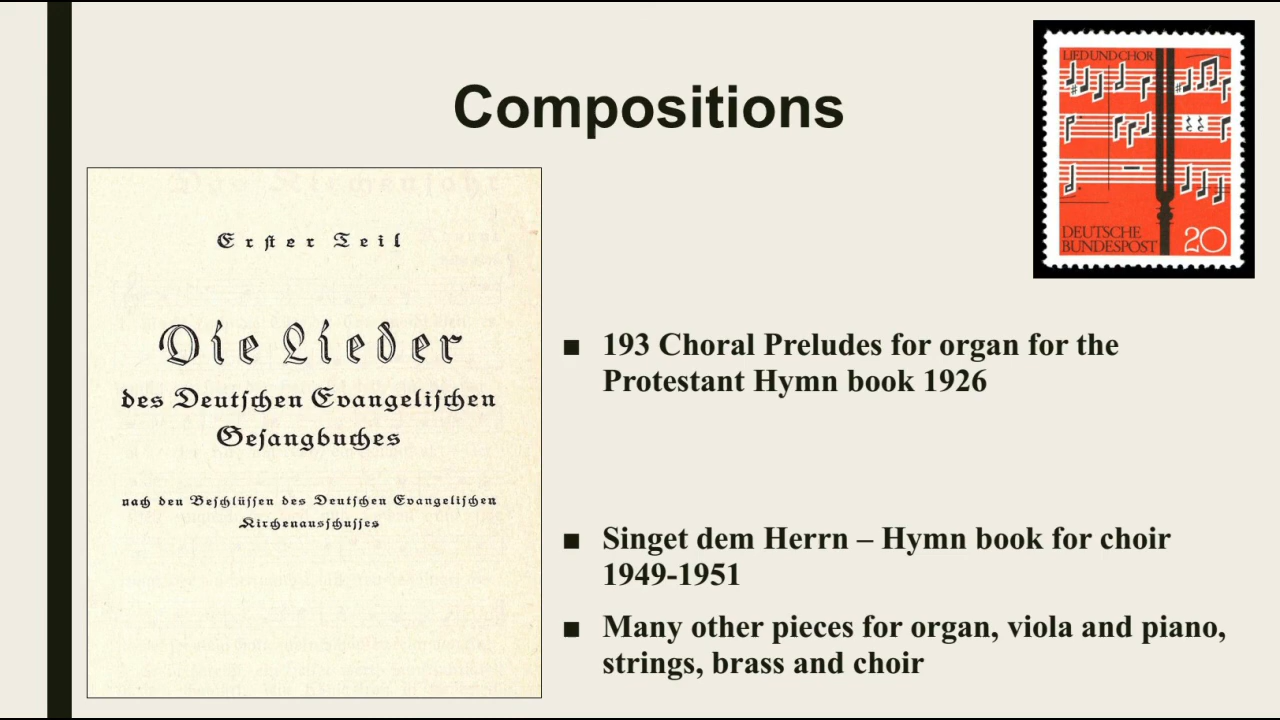 Compositions
LIED UND CHOR
DEUTSCHE
BUNDESPOST 20
Erster Teil
Die Lieder
des Deutschen Evangelischen
Gesangbuches
nach den Beschlüssen des Deutschen Evangelischen
Kirchenausschusses
■ 193 Choral Preludes for organ for the
Protestant Hymn book 1926
■ Singet dem Herrn – Hymn book for choir
1949-1951
■ Many other pieces for organ, viola and piano,
strings, brass and choir